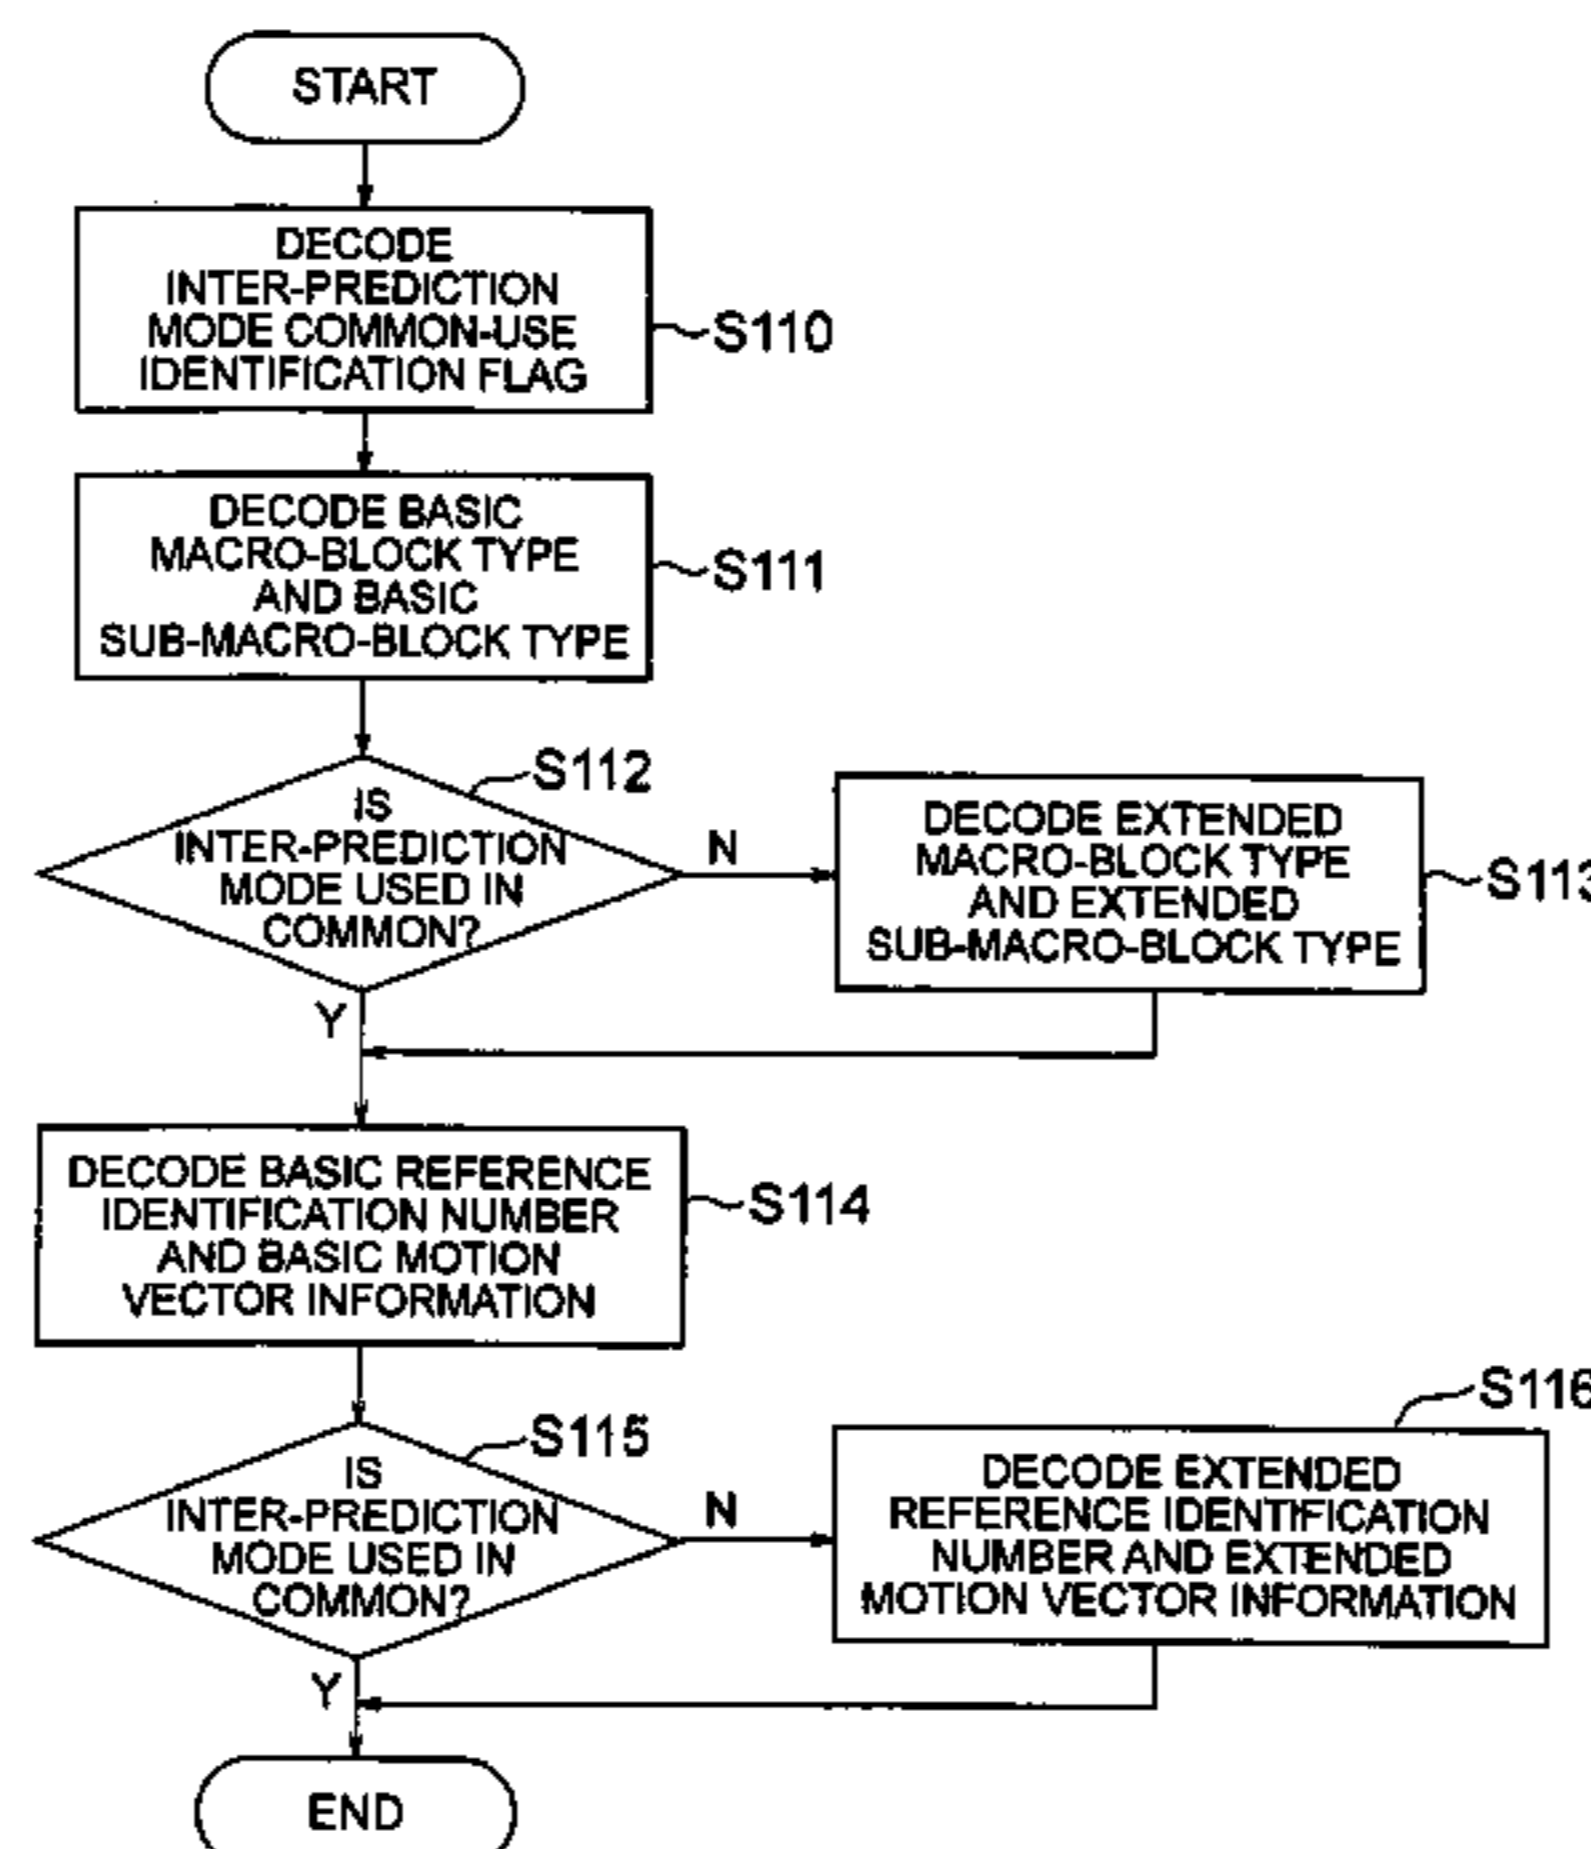 START
DECODE
INTER-PREDICTION
MODE COMMON-USE
IDENTIFICATION FLAG
S110
DECODE BASIC
MACRO-BLOCK TYPE
AND BASIC
SUB-MACRO-BLOCK TYPE
S111
IS
INTER-PREDICTION
MODE USED IN
COMMON?
S112
N
DECODE EXTENDED
MACRO-BLOCK TYPE
AND EXTENDED
SUB-MACRO-BLOCK TYPE
S113
Y
DECODE BASIC REFERENCE
IDENTIFICATION NUMBER
AND BASIC MOTION
VECTOR INFORMATION
S114
IS
INTER-PREDICTION
MODE USED IN
COMMON?
S115
N
DECODE EXTENDED
REFERENCE IDENTIFICATION
NUMBER AND EXTENDED
MOTION VECTOR INFORMATION
S116
Y
END